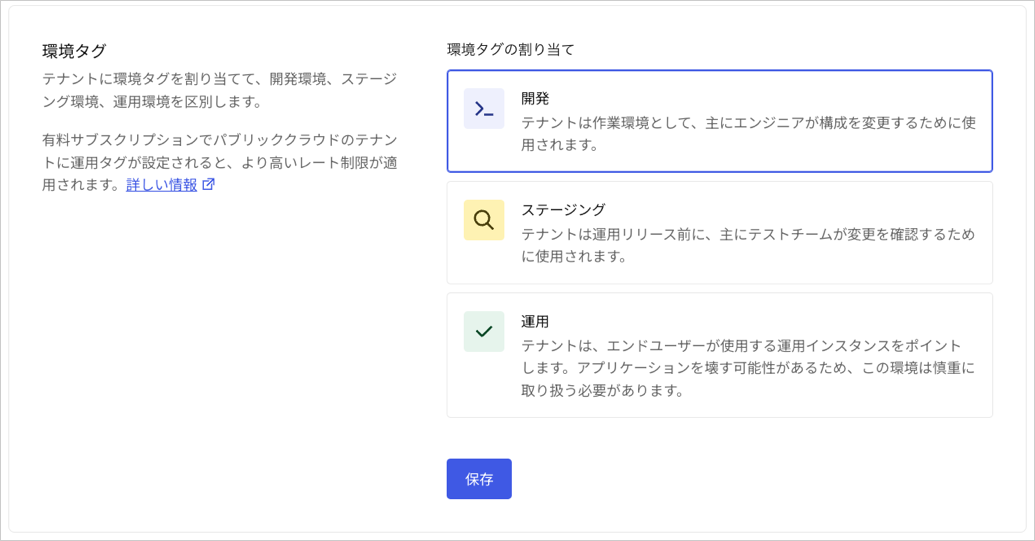 環境タグ
テナントに環境タグを割り当てて、開発環境、ステージ
ング環境、運用環境を区別します。
有料サブスクリプションでパブリッククラウドのテナン
トに運用タグが設定されると、より高いレート制限が適
用されます。詳しい情報
環境タグの割り当て
開発
テナントは作業環境として、主にエンジニアが構成を変更するために使
用されます。
ステージング
テナントは運用リリース前に、主にテストチームが変更を確認するため
に使用されます。
運用
テナントは、エンドユーザーが使用する運用インスタンスをポイント
します。アプリケーションを壊す可能性があるため、この環境は慎重に
取り扱う必要があります。
保存